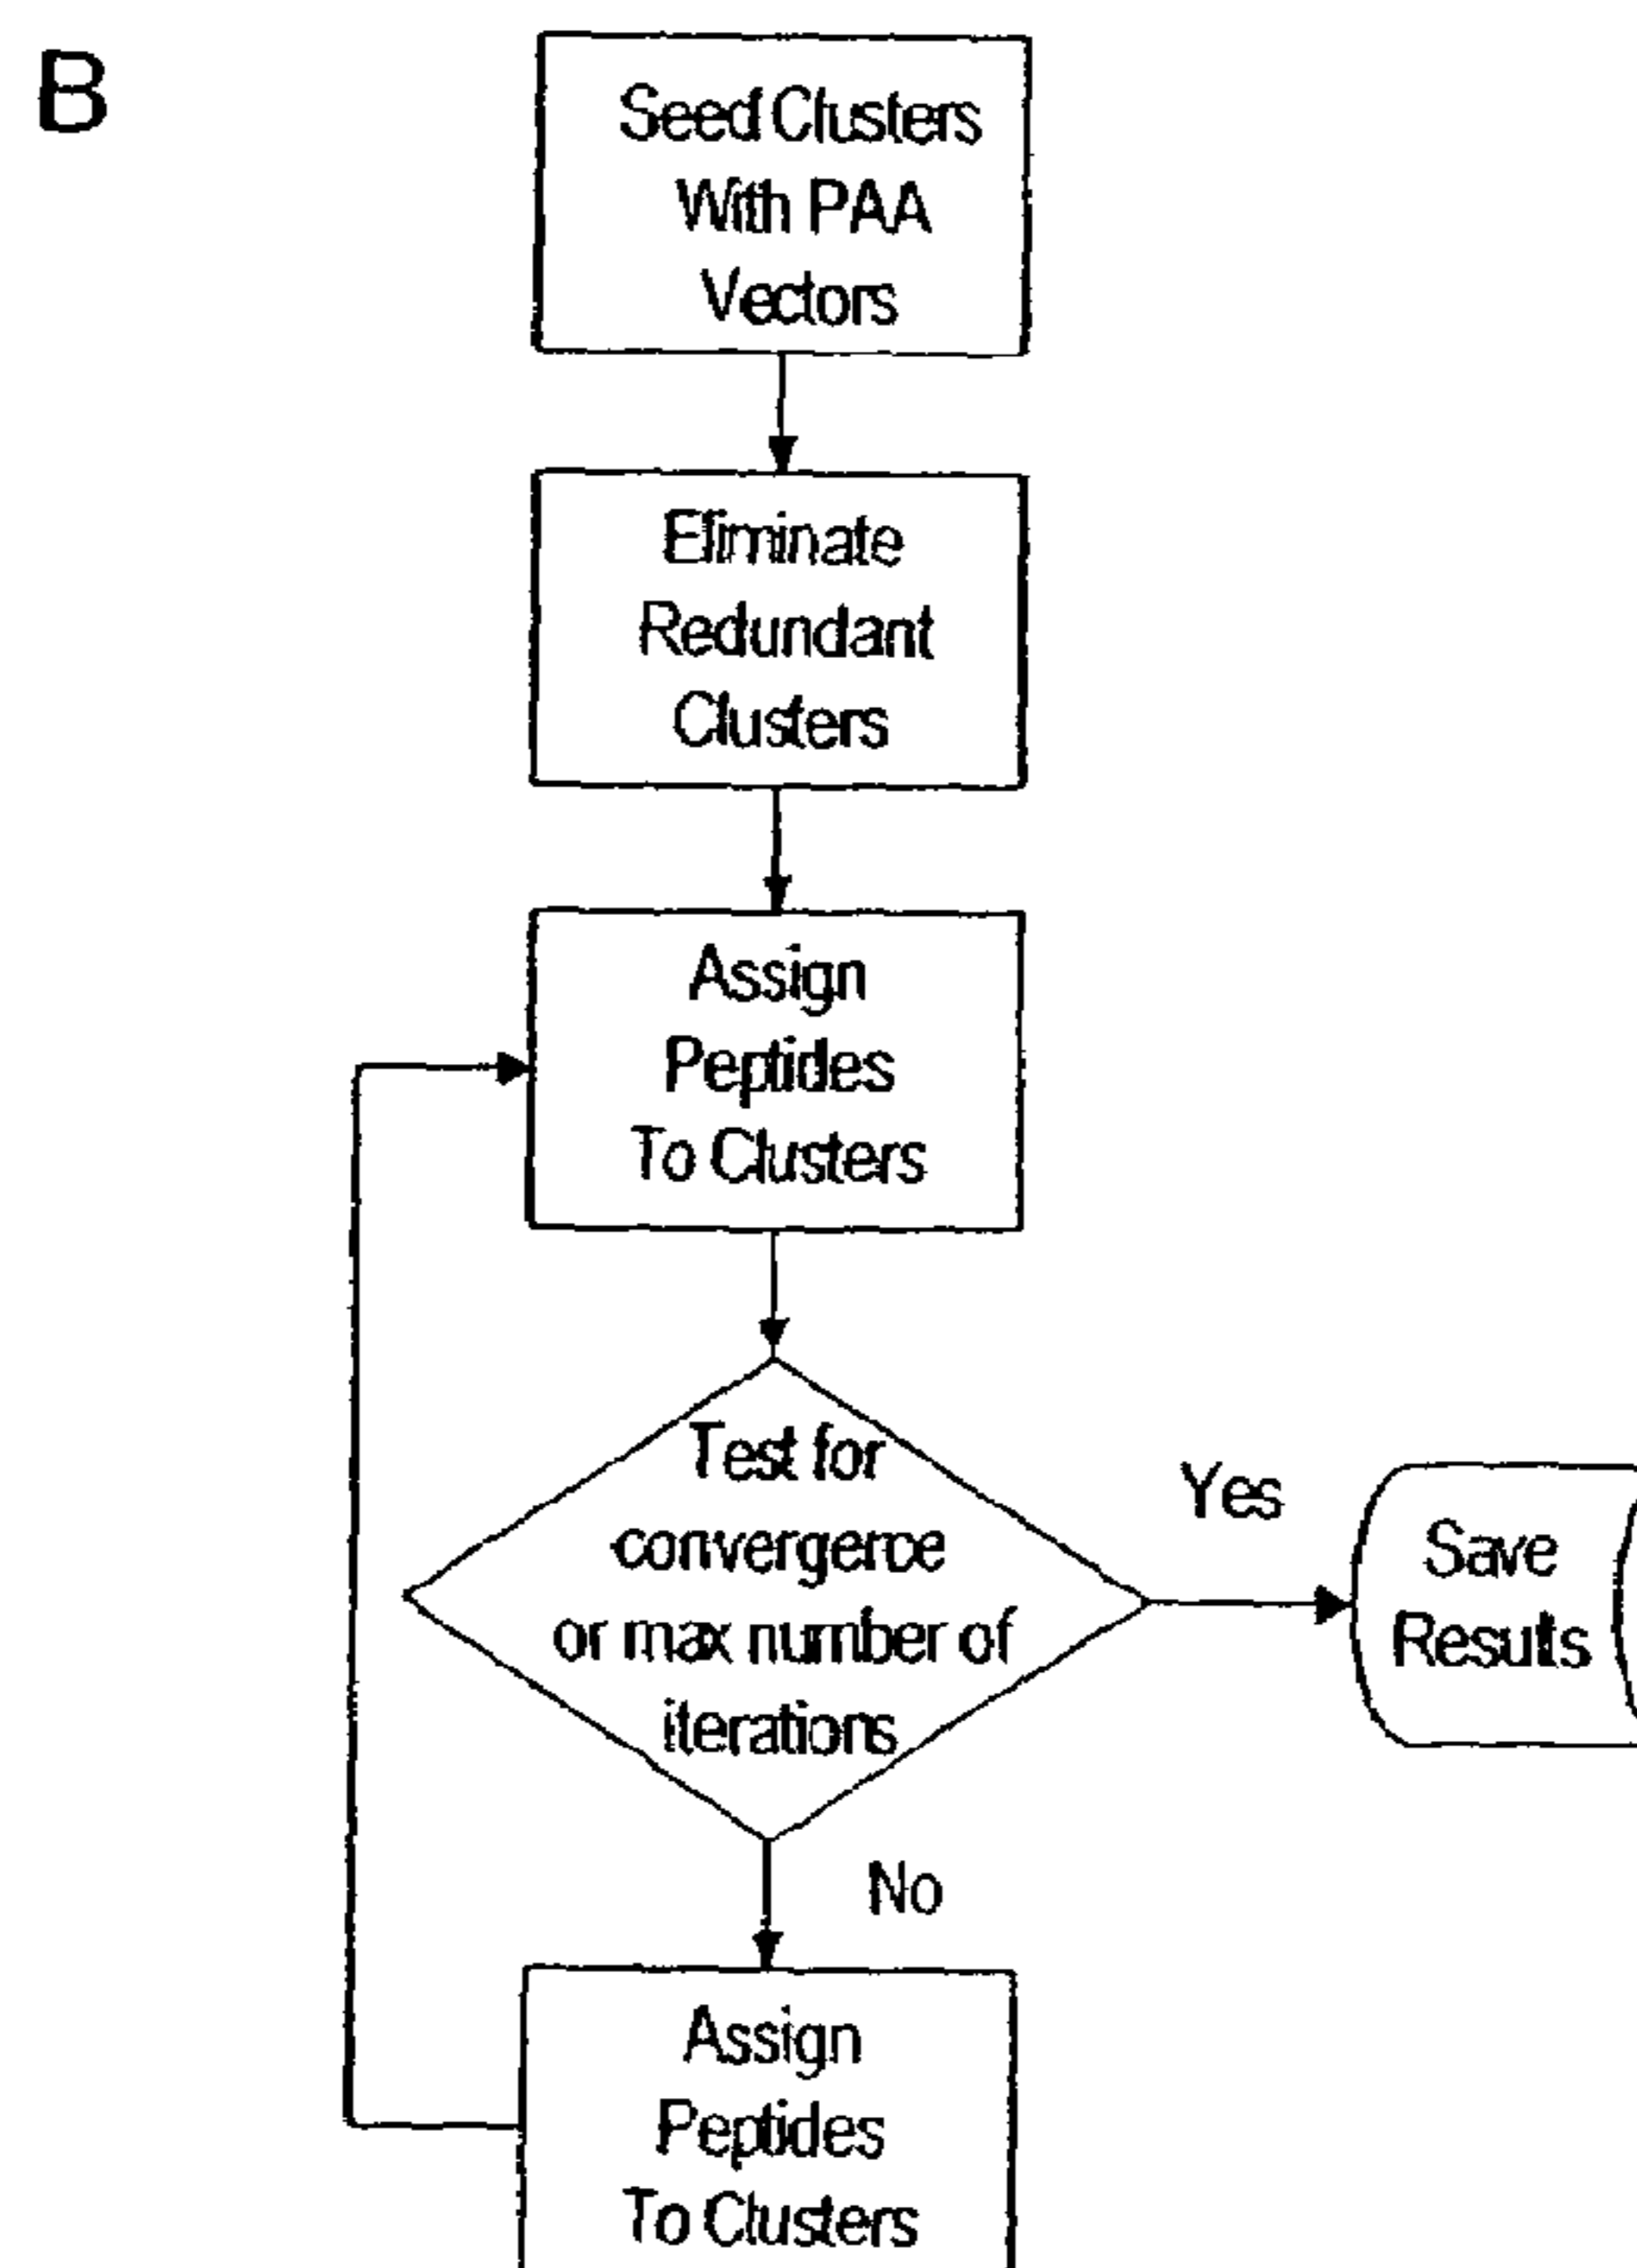 B
Seed Clusters
With PAA
Vectors
Eliminate
Redundant
Clusters
Assign
Peptides
To Clusters
Test for
convergence
or max number of
iterations
Yes
Save
Results
No
Assign
Peptides
To Clusters